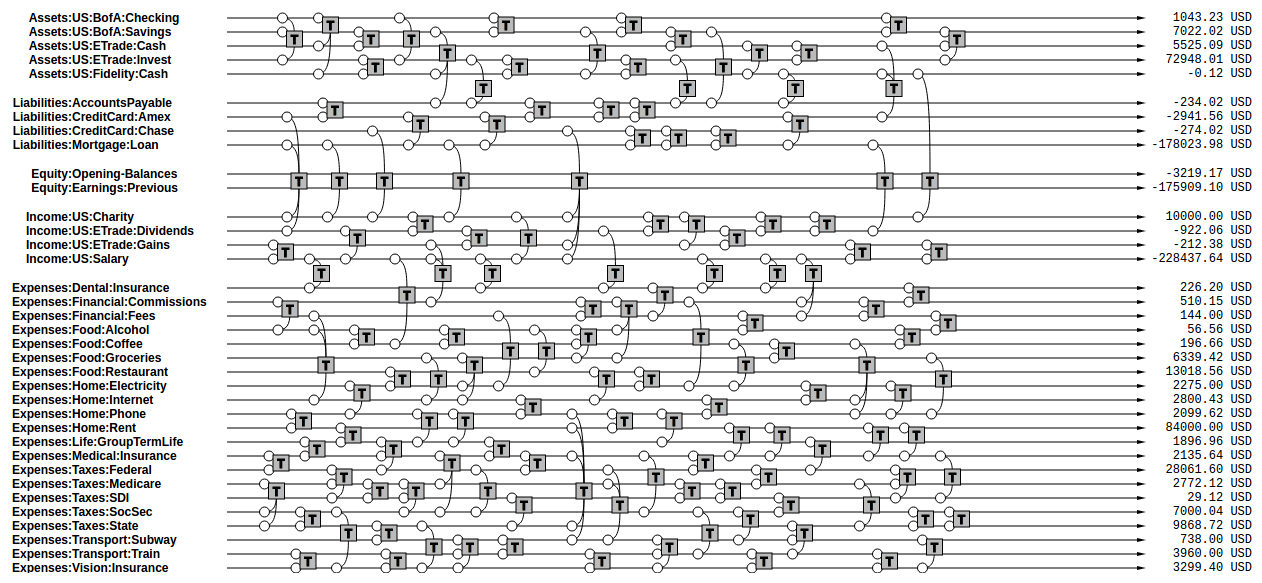 Assets:US:BofA:Checking 1043.23 USD
Assets:US:BofA:Savings 7022.02 USD
Assets:US:ETrade:Cash 5525.09 USD
Assets:US:ETrade:Invest 72948.01 USD
Assets:US:Fidelity:Cash -0.12 USD
Liabilities:AccountsPayable -234.02 USD
Liabilities:CreditCard:Amex -2941.56 USD
Liabilities:CreditCard:Chase -274.02 USD
Liabilities:Mortgage:Loan -178023.98 USD
Equity:Opening-Balances -3219.17 USD
Equity:Earnings:Previous -175909.10 USD
Income:US:Charity 10000.00 USD
Income:US:ETrade:Dividends -922.06 USD
Income:US:ETrade:Gains -212.38 USD
Income:US:Salary -228437.64 USD
Expenses:Dental:Insurance 226.20 USD
Expenses:Financial:Commissions 510.15 USD
Expenses:Financial:Fees 144.00 USD
Expenses:Food:Alcohol 56.56 USD
Expenses:Food:Coffee 196.66 USD
Expenses:Food:Groceries 6339.42 USD
Expenses:Food:Restaurant 13018.56 USD
Expenses:Home:Electricity 2275.00 USD
Expenses:Home:Internet 2800.43 USD
Expenses:Home:Phone 2099.62 USD
Expenses:Home:Rent 84000.00 USD
Expenses:Life:GroupTermLife 1896.96 USD
Expenses:Medical:Insurance 2135.64 USD
Expenses:Taxes:Federal 28061.60 USD
Expenses:Taxes:Medicare 2772.12 USD
Expenses:Taxes:SDI 29.12 USD
Expenses:Taxes:SocSec 7000.04 USD
Expenses:Taxes:State 9868.72 USD
Expenses:Transport:Subway 738.00 USD
Expenses:Transport:Train 3960.00 USD
Expenses:Vision:Insurance 3299.40 USD